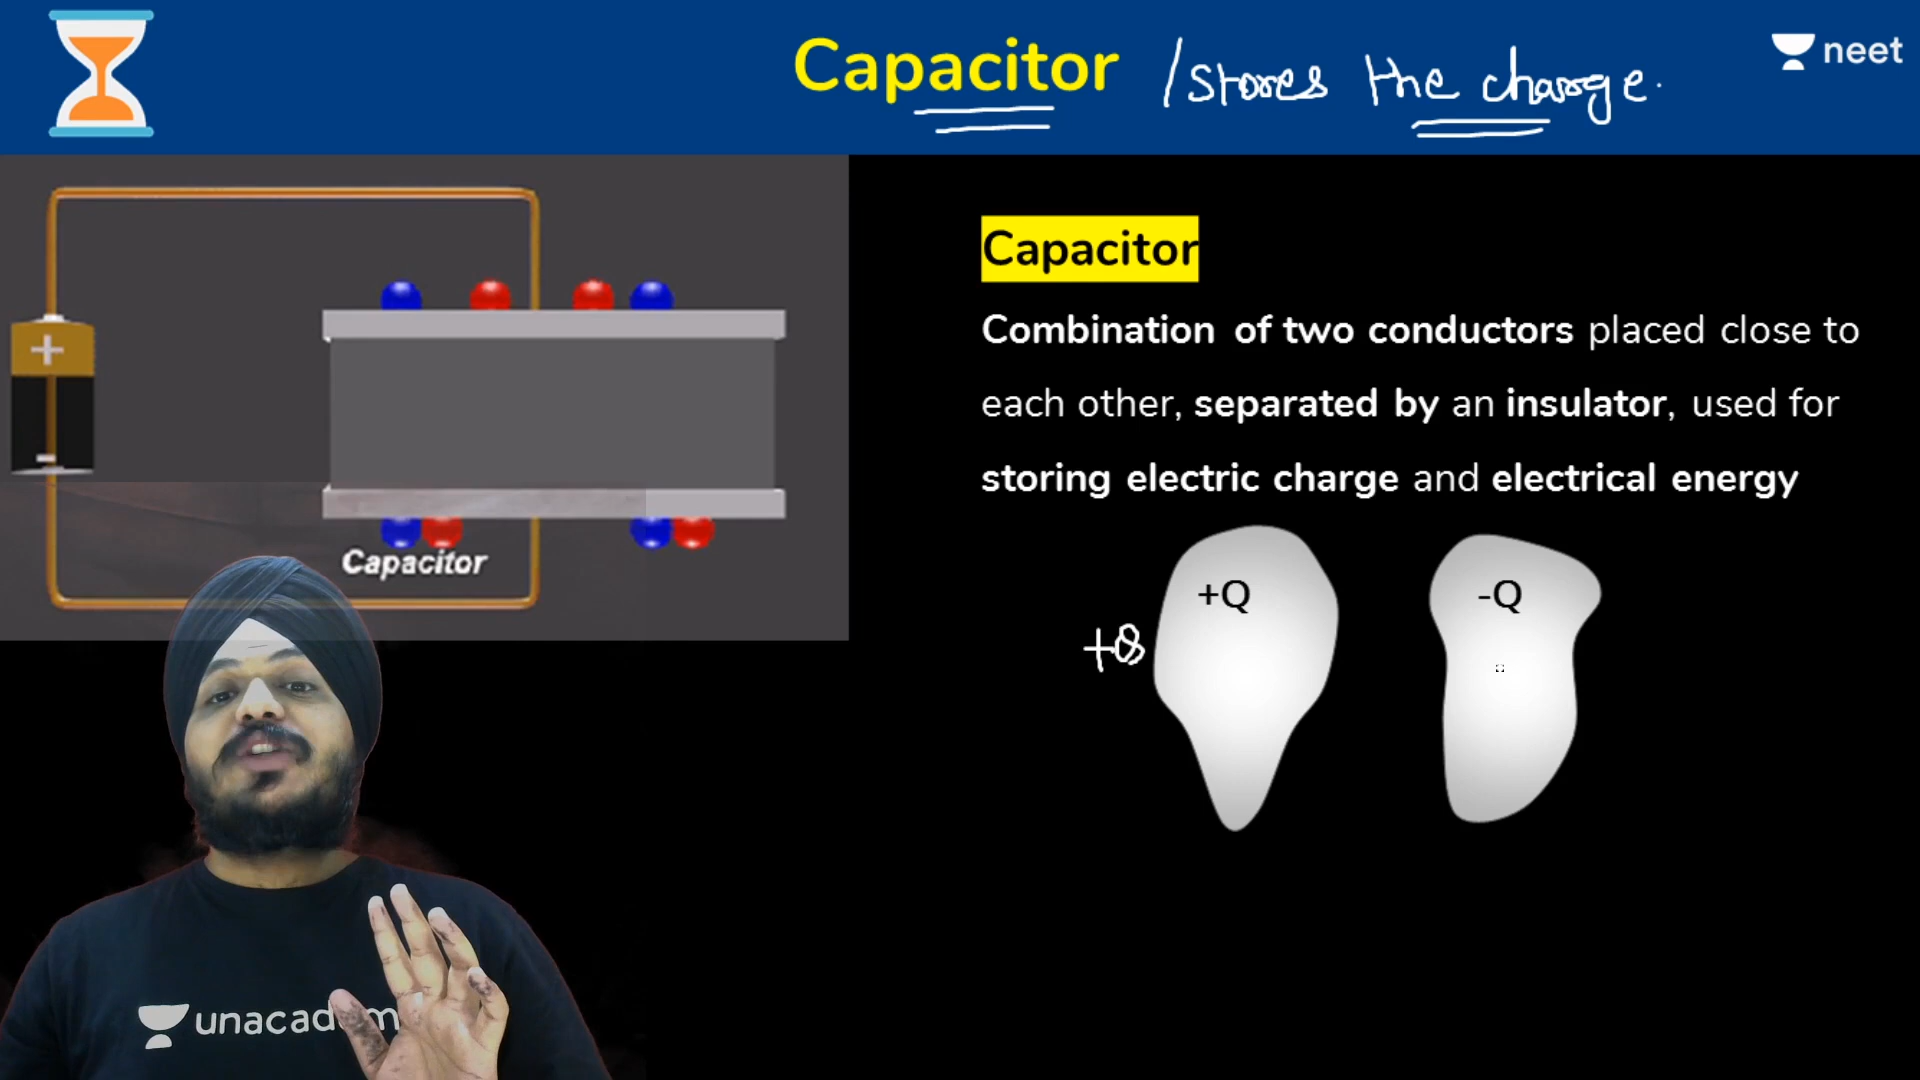 Capacitor /stores the charge.
neet
+
-
Capacitor
Capacitor
Combination of two conductors placed close to
each other, separated by an insulator, used for
storing electric charge and electrical energy
+Q
-Q
+Q
unacadem